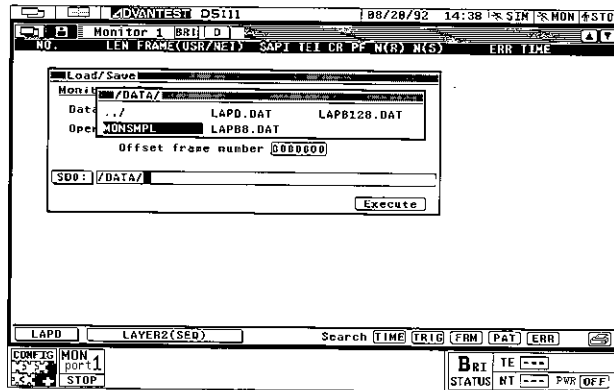 ADVANTEST D5111 08/20/92 14:38 SIM MON STO
Monitor 1 BRI D
NO. LEN FRAME(USR/NET) SAPI TEI CR PF N(R) N(S) ERR TIME
Load/Save
Monit
/DATA/
Data
../ LAPD.DAT LAPB128.DAT
Oper MONSMPL LAPB8.DAT
Offset frame number 0000000
SD0: /DATA/
Execute
LAPD LAYER2(SEQ) Search TIME TRIG FRM PAT ERR
CONFIG MON port1 STOP
BRI STATUS TE --- NT --- PWR OFF